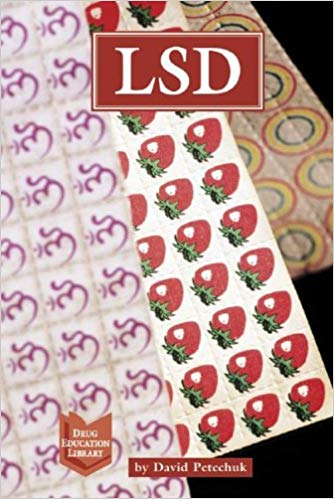 LSD
DRUG
EDUCATION
LIBRARY
by David Petechuk